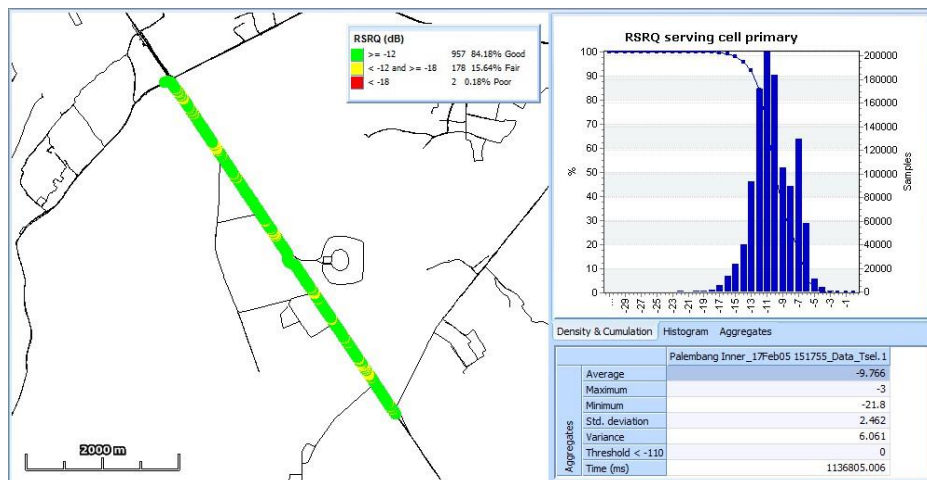 RSRQ (dB)
>= -12 957 84.18% Good
< -12 and >= -18 178 15.64% Fair
< -18 2 0.18% Poor
2000 m
RSRQ serving cell primary
100
90
80
70
60
50
40
30
20
10
0
%
200000
180000
160000
140000
120000
100000
80000
60000
40000
20000
0
Samples
-29 -27 -25 -23 -21 -19 -17 -15 -13 -11 -9 -7 -5 -3 -1
Density & Cumulation Histogram Aggregates
Palembang Inner_17Feb05 151755_Data_Tsel.1
Aggregates
Average -9.766
Maximum -3
Minimum -21.8
Std. deviation 2.462
Variance 6.061
Threshold < -110 0
Time (ms) 1136805.006